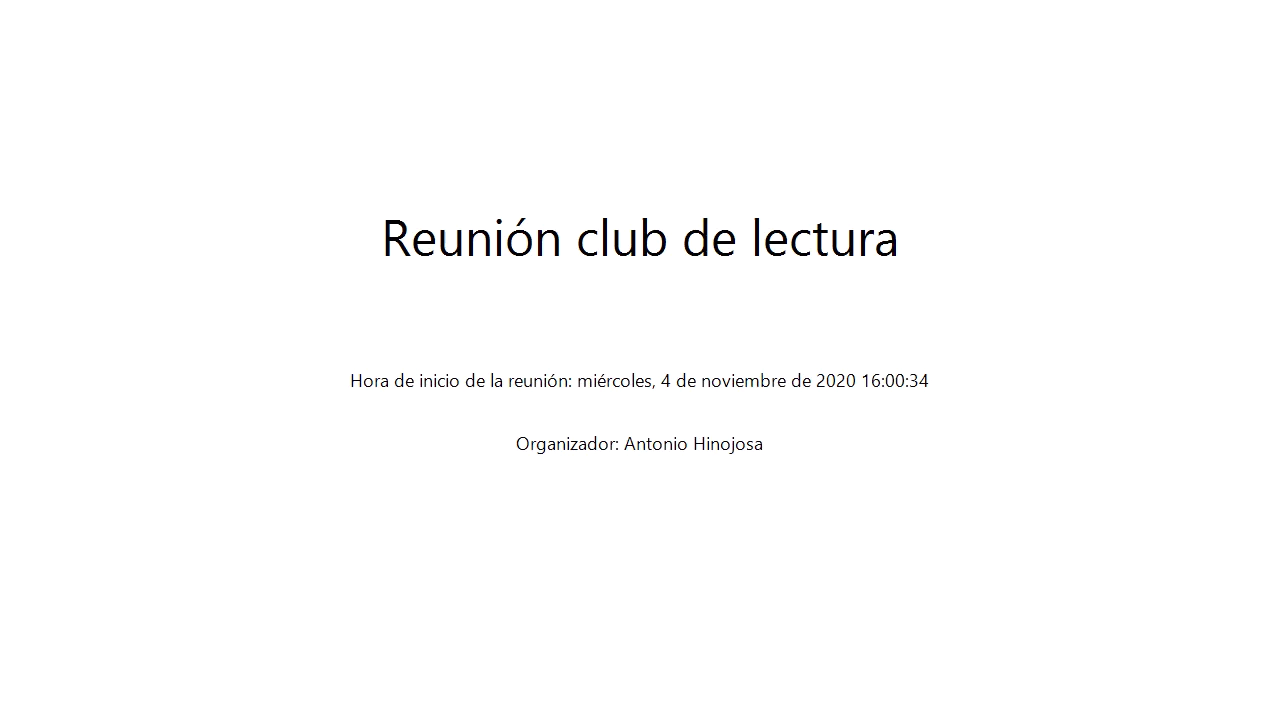 Reunión club de lectura
Hora de inicio de la reunión: miércoles, 4 de noviembre de 2020 16:00:34
Organizador: Antonio Hinojosa